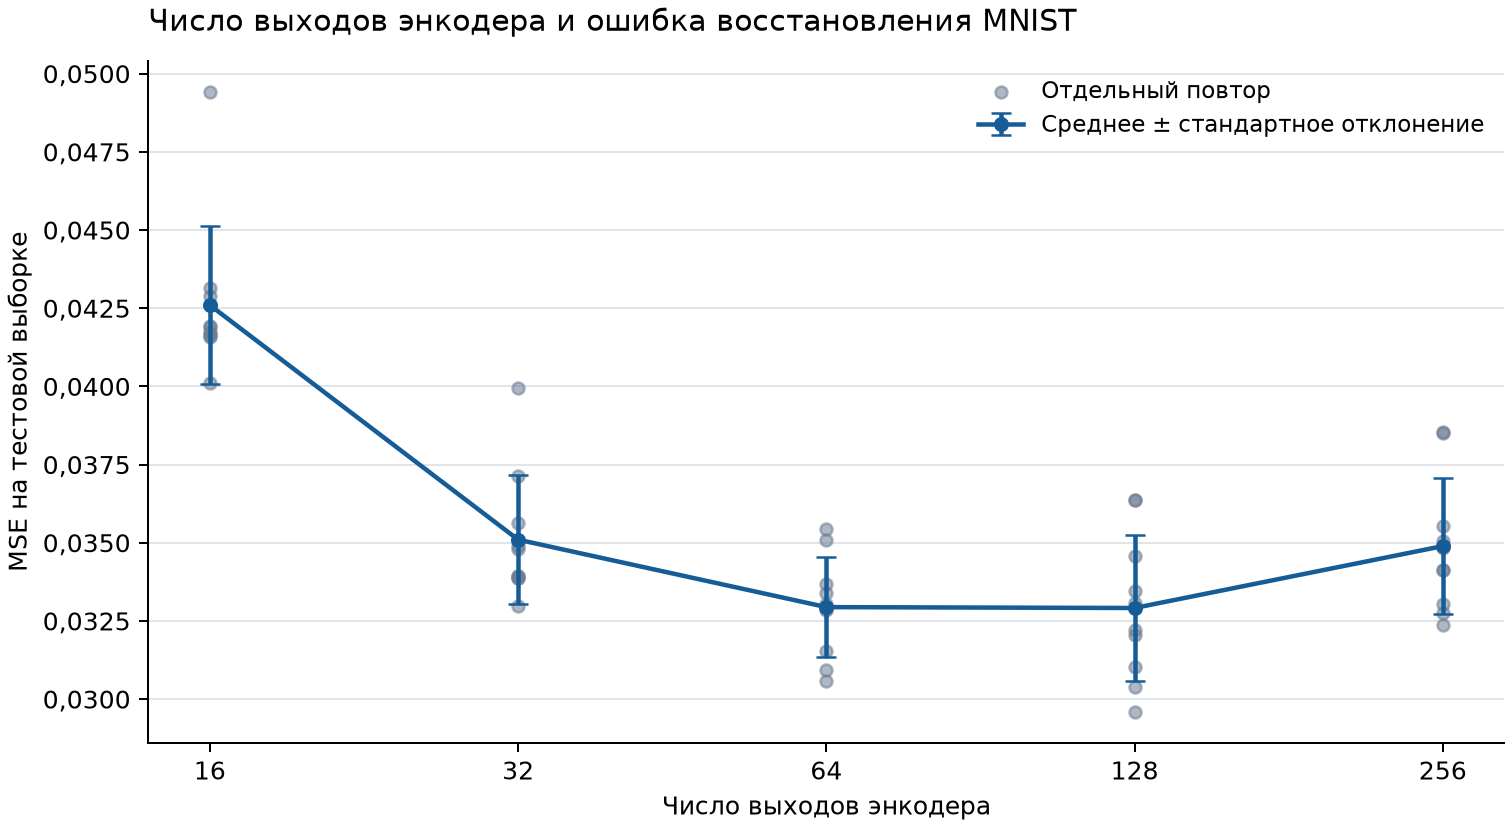 Число выходов энкодера и ошибка восстановления MNIST
Отдельный повтор
Среднее ± стандартное отклонение
MSE на тестовой выборке
0,0500
0,0475
0,0450
0,0425
0,0400
0,0375
0,0350
0,0325
0,0300
16 32 64 128 256
Число выходов энкодера